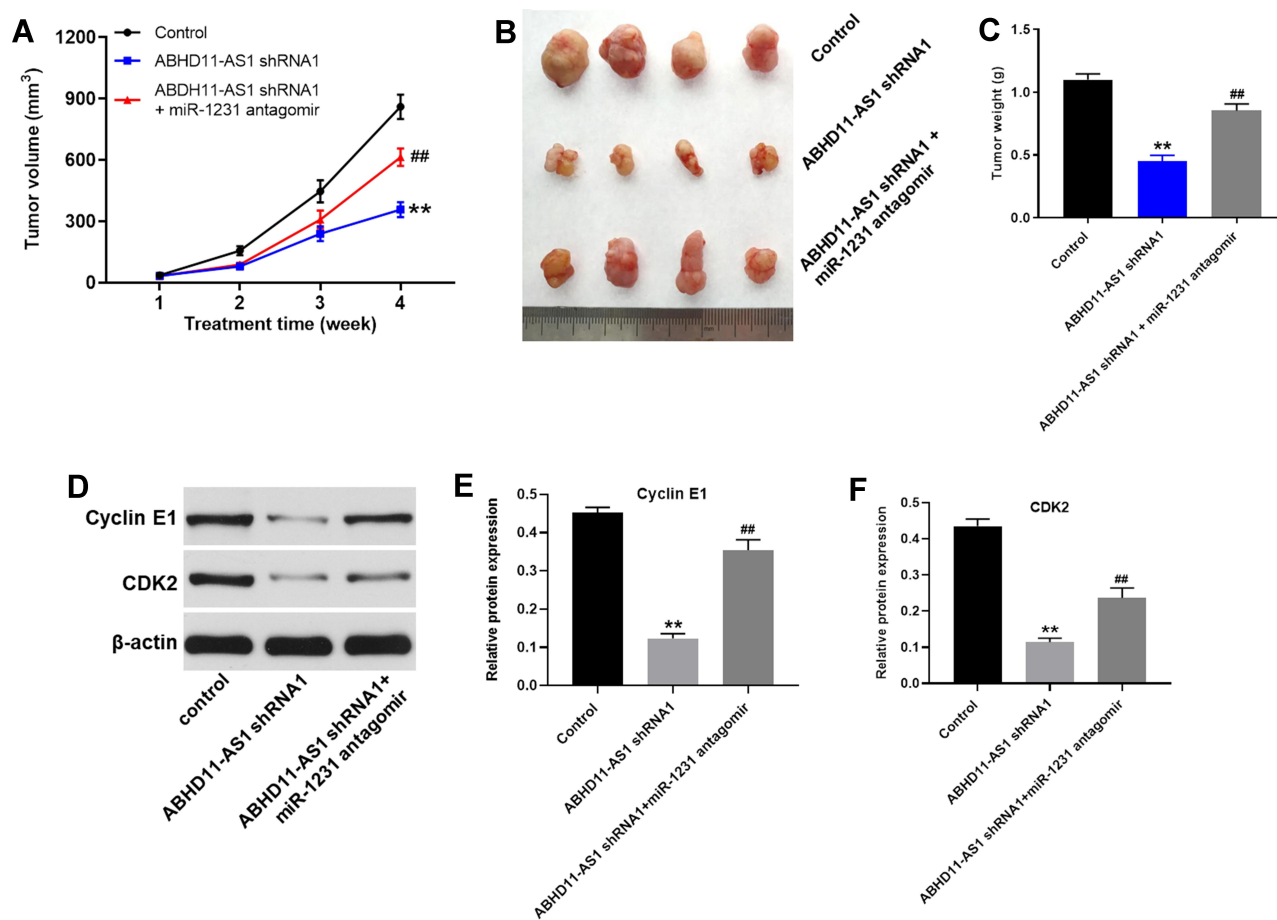 A
1200
900
600
300
0
Tumor volume (mm3)
1
2
3
4
Treatment time (week)
Control
ABHD11-AS1 shRNA1
ABDH11-AS1 shRNA1
+ miR-1231 antagomir
##
**
B
Control
ABHD11-AS1 shRNA1
ABHD11-AS1 shRNA1 +
miR-1231 antagomir
mm
C
1.5
1.0
0.5
0.0
Tumor weight (g)
**
##
Control
ABHD11-AS1 shRNA1
ABHD11-AS1 shRNA1 + miR-1231 antagomir
D
Cyclin E1
CDK2
β-actin
control
ABHD11-AS1 shRNA1
ABHD11-AS1 shRNA1+
miR-1231 antagomir
E
Cyclin E1
0.5
0.4
0.3
0.2
0.1
0.0
Relative protein expression
**
##
Control
ABHD11-AS1 shRNA1
ABHD11-AS1 shRNA1+miR-1231 antagomir
F
CDK2
0.5
0.4
0.3
0.2
0.1
0.0
Relative protein expression
**
##
Control
ABHD11-AS1 shRNA1
ABHD11-AS1 shRNA1+miR-1231 antagomir